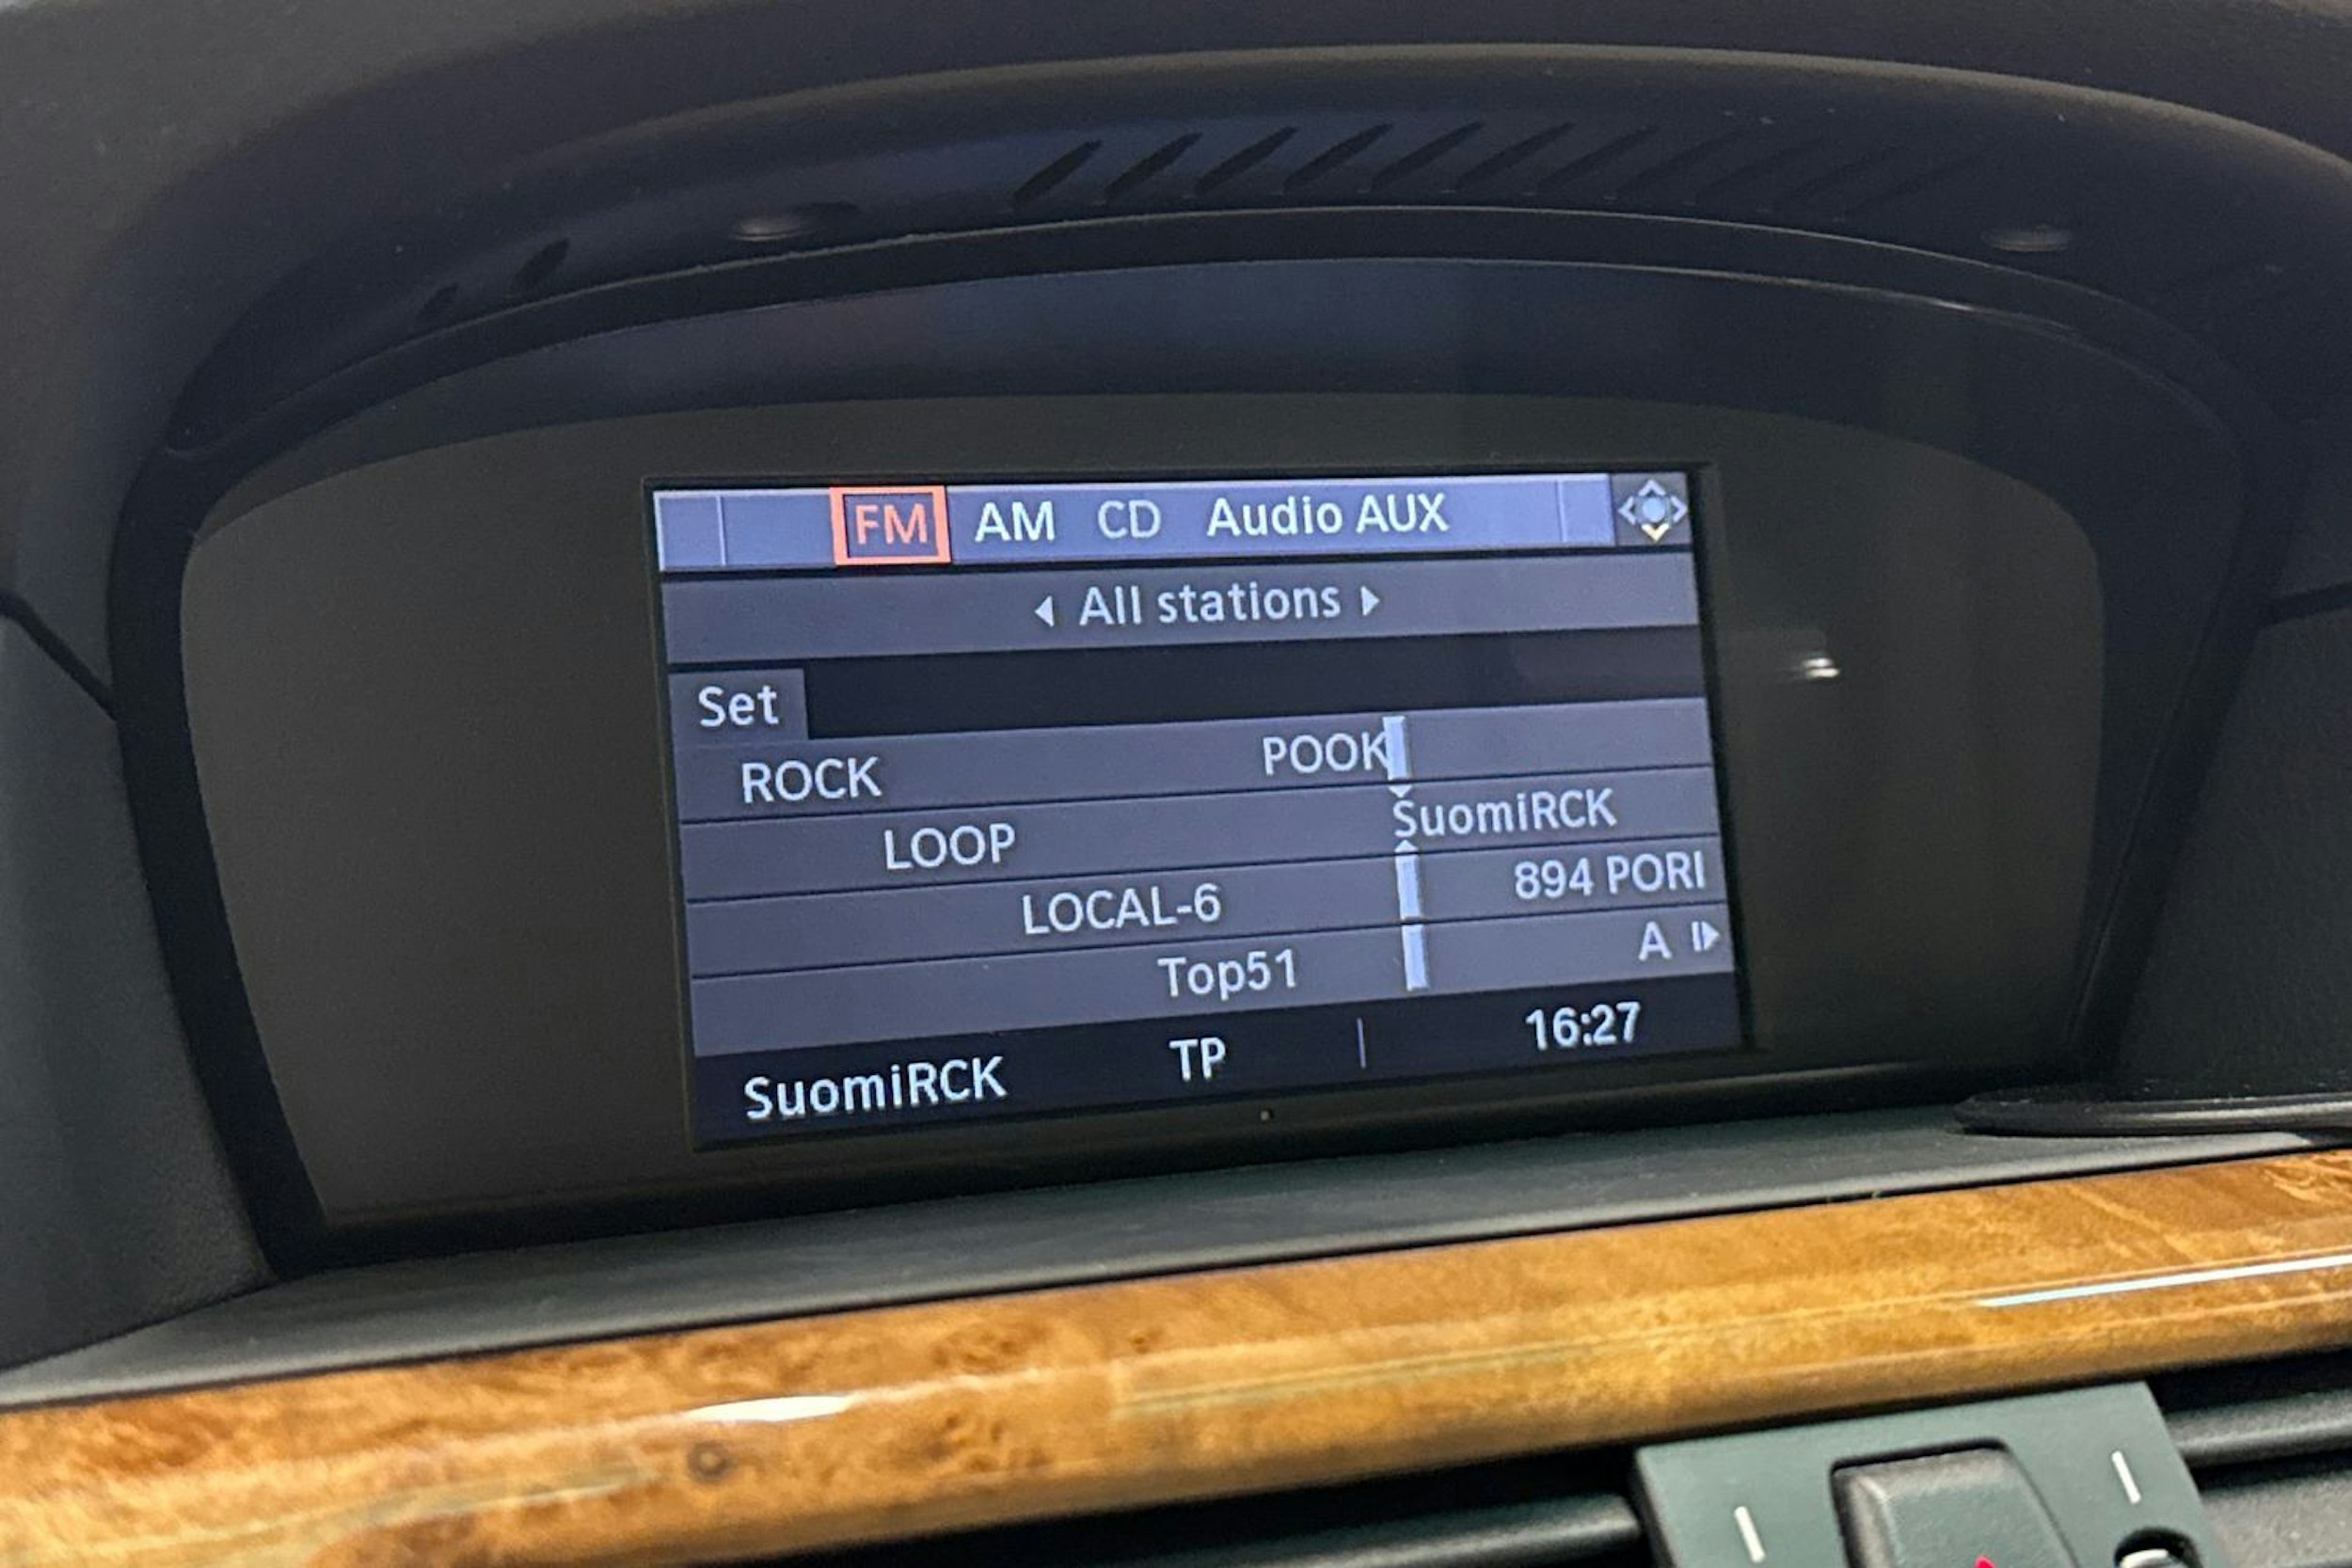 FM AM CD Audio AUX
All stations
Set
ROCK POOK
LOOP SuomiRCK
LOCAL-6 894 PORI
Top51 A
SuomiRCK TP 16:27